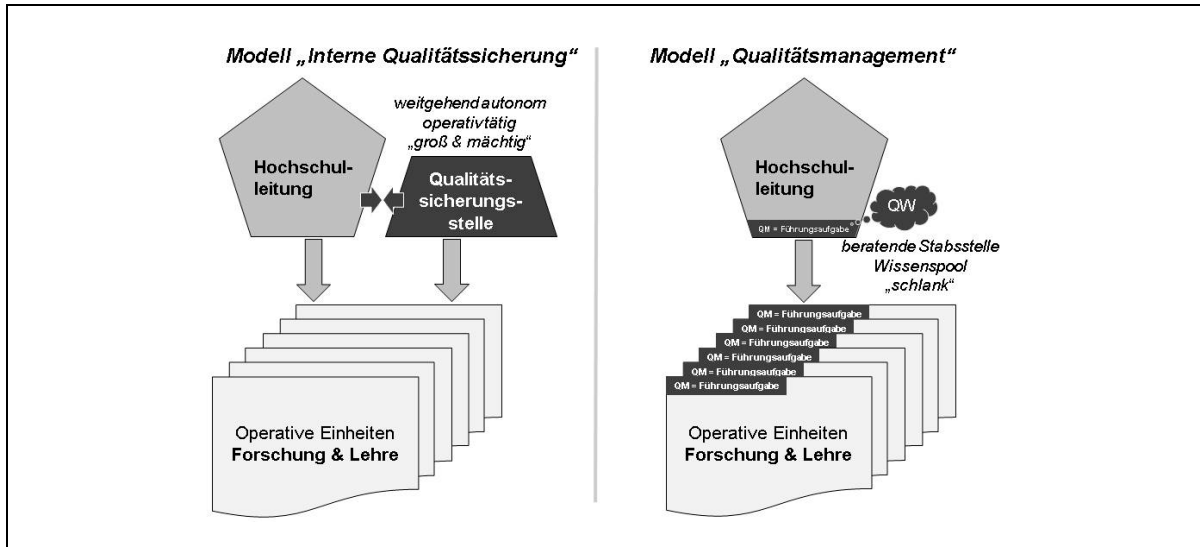 Modell „Interne Qualitätssicherung“
weitgehend autonom
operativtätig
„groß & mächtig“
Hochschul-
leitung
Qualitäts-
sicherungs-
stelle
Operative Einheiten
Forschung & Lehre
Modell „Qualitätsmanagement“
Hochschul-
leitung
QW
QM = Führungsaufgabe
beratende Stabsstelle
Wissenspool
„schlank“
QM = Führungsaufgabe
QM = Führungsaufgabe
QM = Führungsaufgabe
QM = Führungsaufgabe
QM = Führungsaufgabe
QM = Führungsaufgabe
Operative Einheiten
Forschung & Lehre